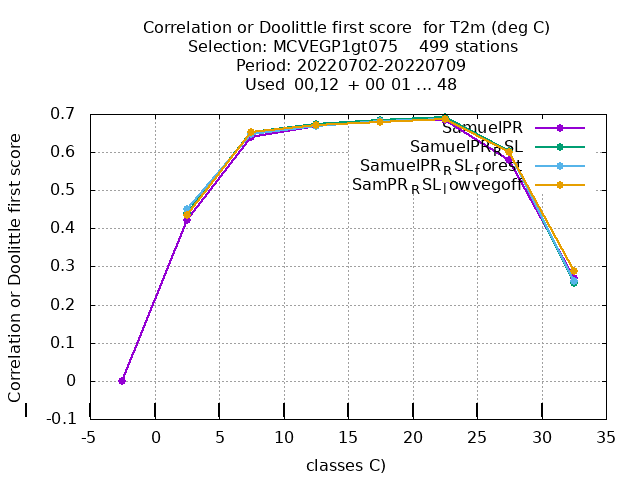 Correlation or Doolittle first score  for T2m (deg C)
Selection: MCVEGP1gt075    499 stations
Period: 20220702-20220709
Used  00,12  + 00 01 ... 48
Correlation or Doolittle first score
0.7
0.6
0.5
0.4
0.3
0.2
0.1
0
-0.1
SamuelPR
SamuelPR_RSL
SamuelPR_RSL_forest
SamPR_RSL_lowvegoff
-5 0 5 10 15 20 25 30 35
classes C)